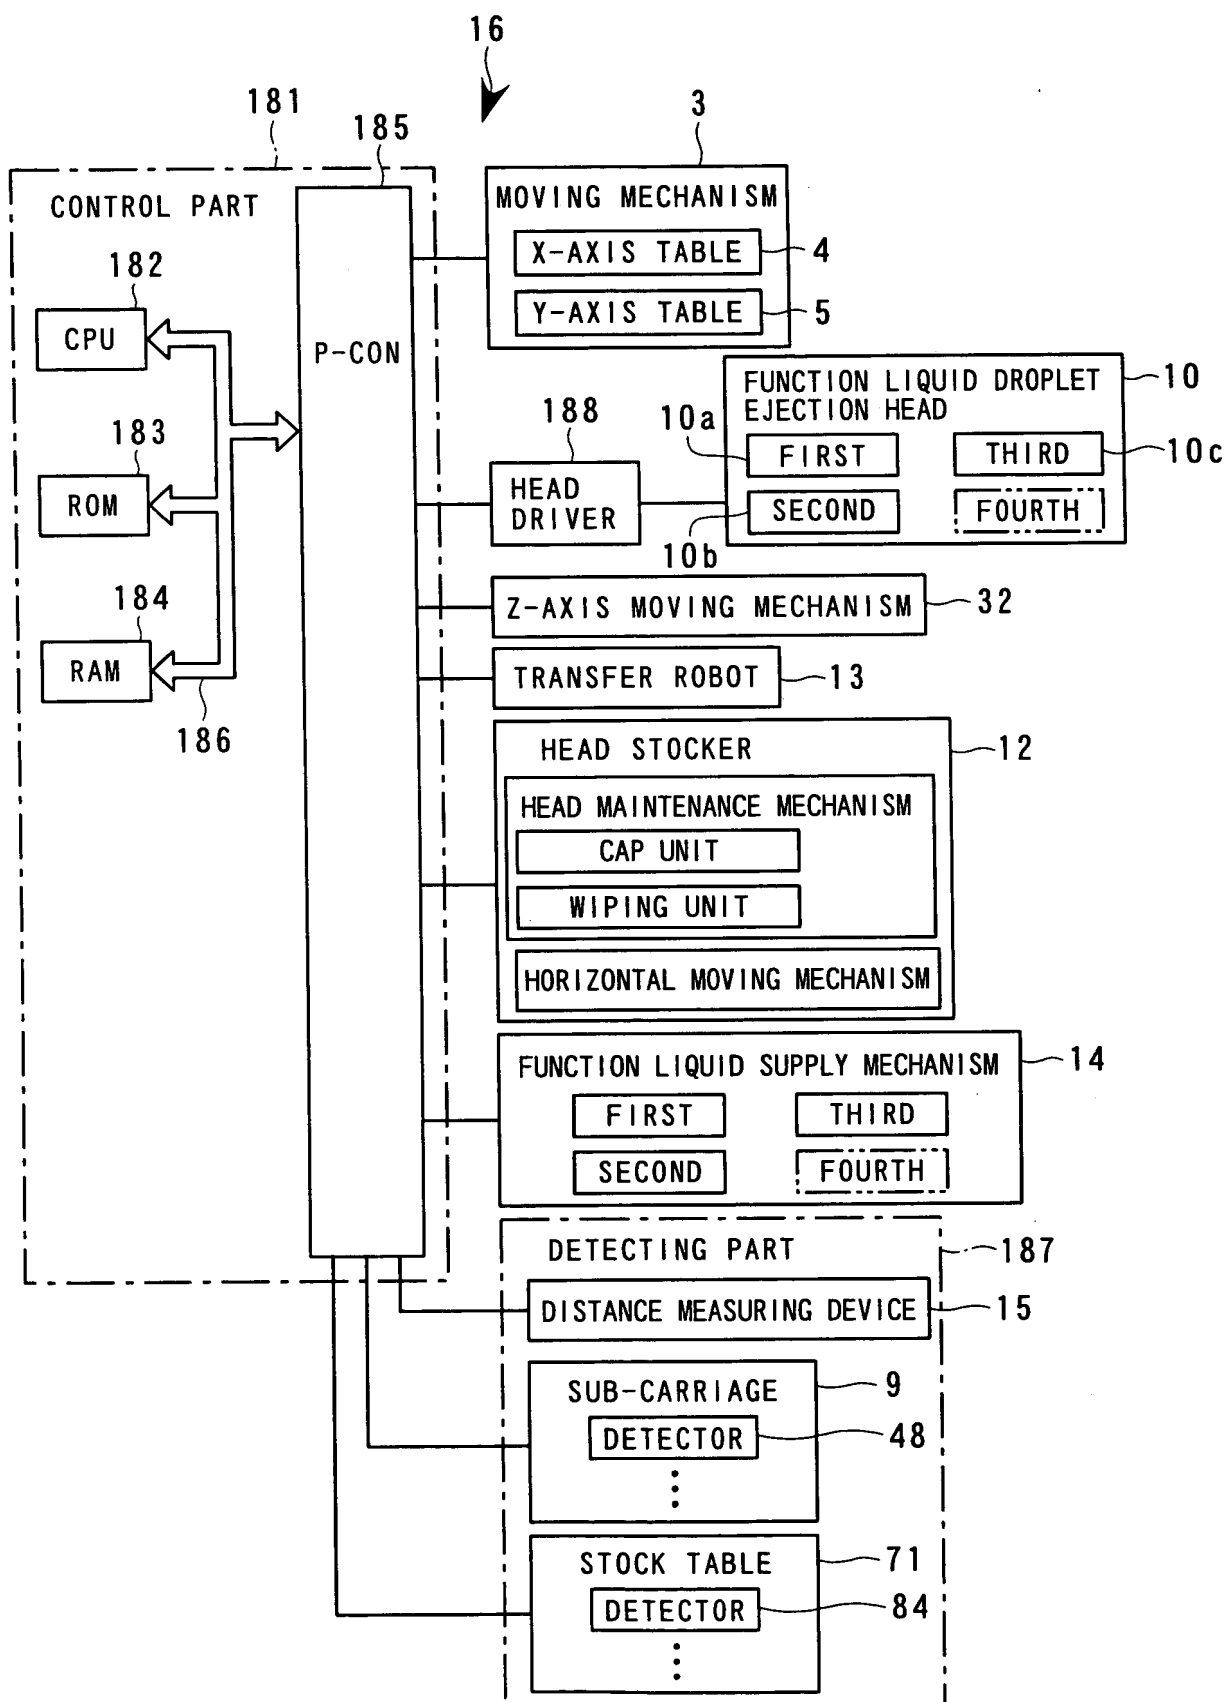 16
181
185
3
CONTROL PART
MOVING MECHANISM
X-AXIS TABLE
4
Y-AXIS TABLE
5
182
CPU
P-CON
183
ROM
184
RAM
186
188
HEAD
DRIVER
FUNCTION LIQUID DROPLET
EJECTION HEAD
10
10a
FIRST
THIRD
10c
SECOND
FOURTH
10b
Z-AXIS MOVING MECHANISM
32
TRANSFER ROBOT
13
HEAD STOCKER
12
HEAD MAINTENANCE MECHANISM
CAP UNIT
WIPING UNIT
HORIZONTAL MOVING MECHANISM
FUNCTION LIQUID SUPPLY MECHANISM
14
FIRST
THIRD
SECOND
FOURTH
DETECTING PART
187
DISTANCE MEASURING DEVICE
15
SUB-CARRIAGE
9
DETECTOR
48
STOCK TABLE
71
DETECTOR
84